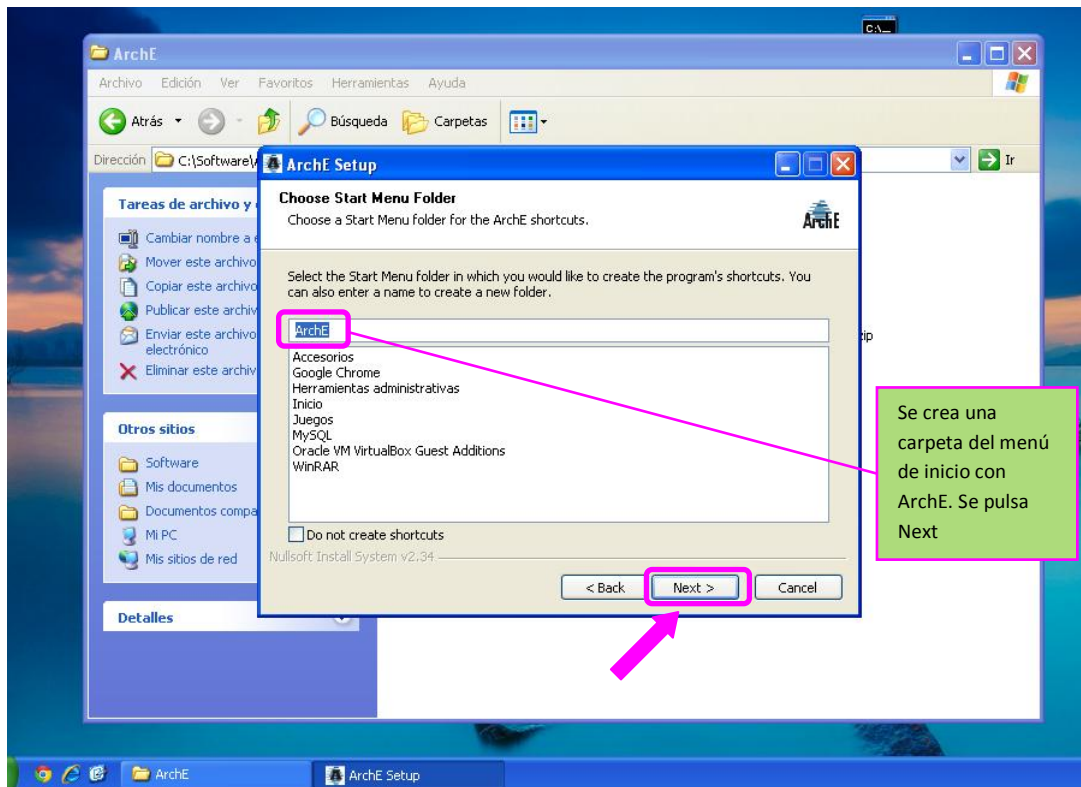 C:\_
ArchE
Archivo Edición Ver Favoritos Herramientas Ayuda
Atrás Búsqueda Carpetas
Dirección C:\Software\ Ir
ArchE Setup
Choose Start Menu Folder
Choose a Start Menu folder for the ArchE shortcuts.
ArchE
Select the Start Menu folder in which you would like to create the program's shortcuts. You
can also enter a name to create a new folder.
ArchE
Accesorios
Google Chrome
Herramientas administrativas
Inicio
Juegos
MySQL
Oracle VM VirtualBox Guest Additions
WinRAR
Do not create shortcuts
Nullsoft Install System v2.34
< Back Next > Cancel
Tareas de archivo y
Cambiar nombre a
Mover este archivo
Copiar este archivo
Publicar este archiv
Enviar este archivo
electrónico
Eliminar este archiv
Otros sitios
Software
Mis documentos
Documentos compa
Mi PC
Mis sitios de red
Detalles
zip
Se crea una
carpeta del menú
de inicio con
ArchE. Se pulsa
Next
ArchE ArchE Setup